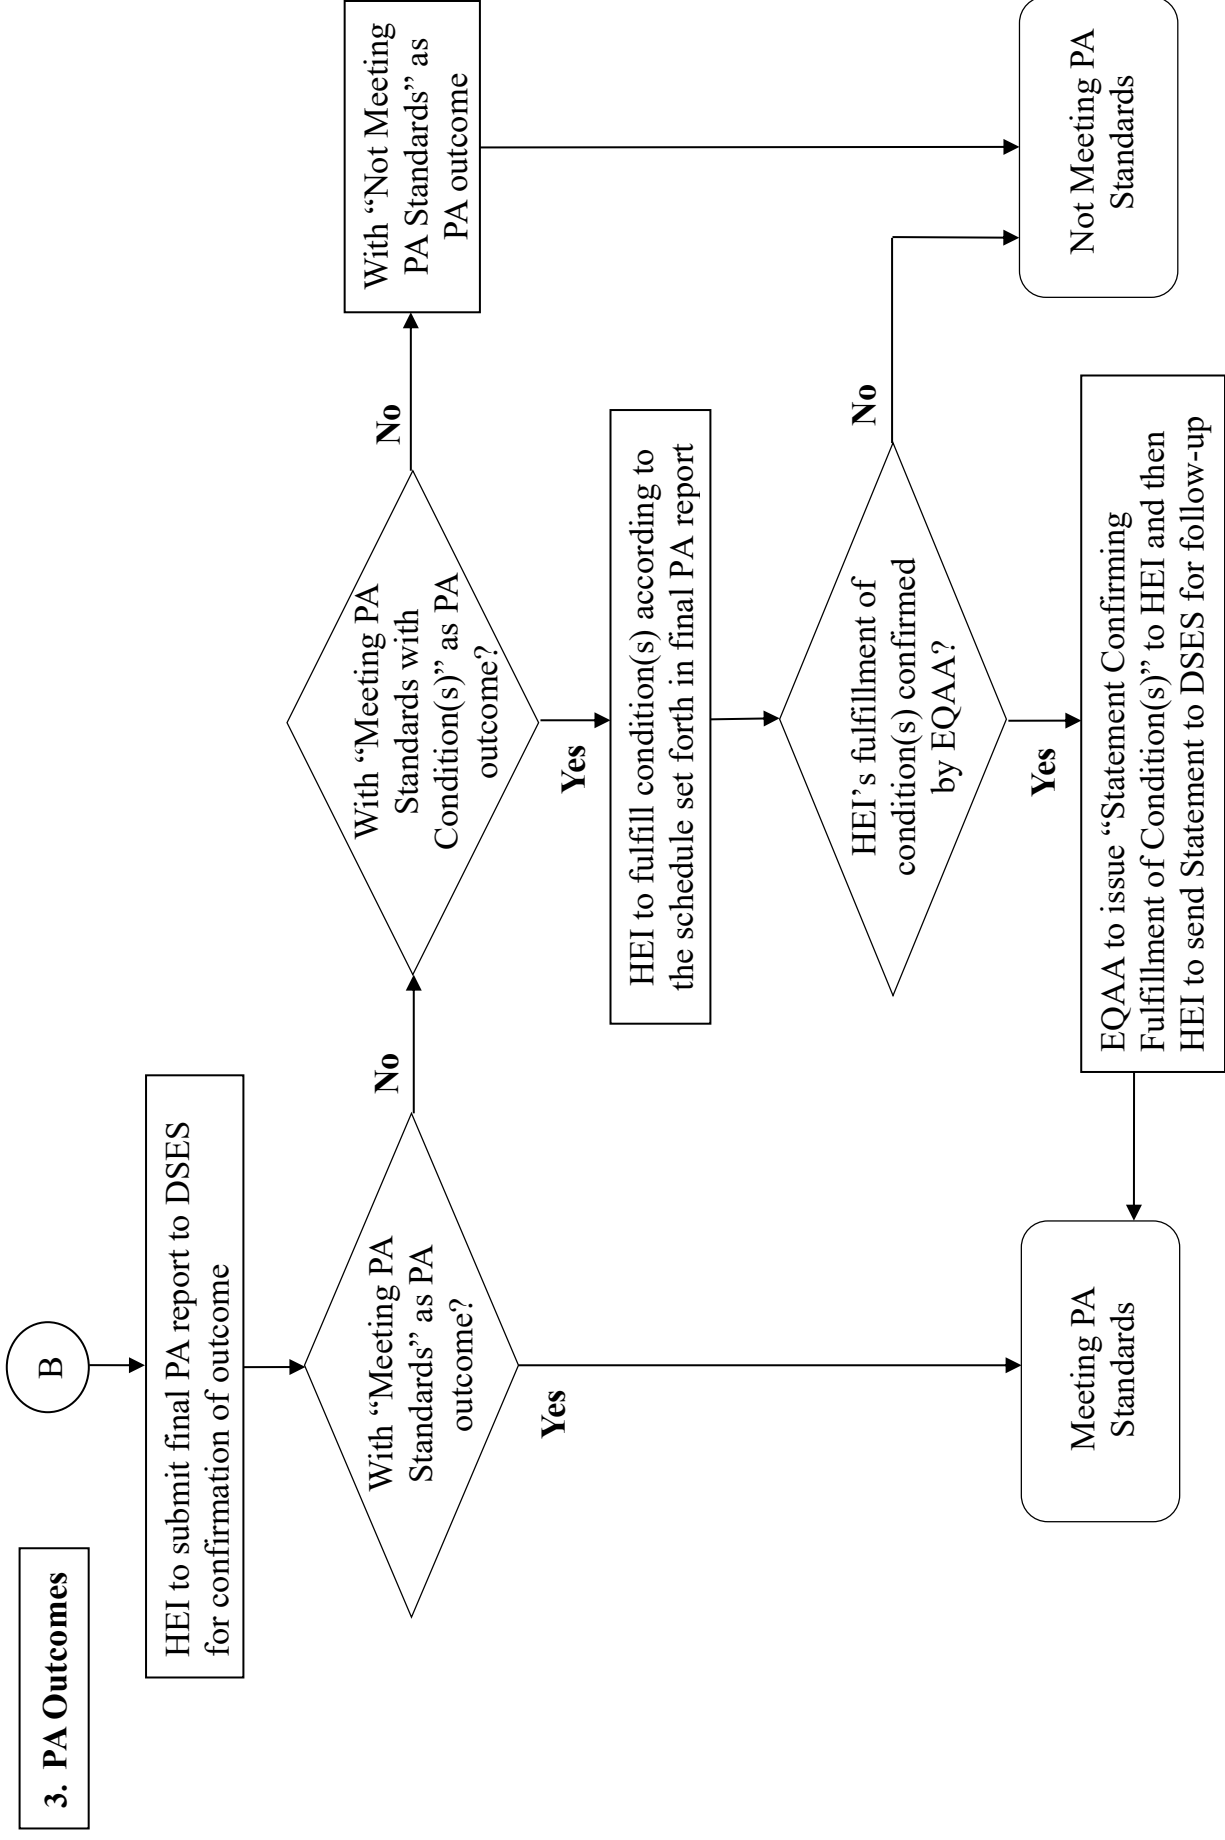 3. PA Outcomes
B
HEI to submit final PA report to DSES
for confirmation of outcome
With “Meeting PA
Standards” as PA
outcome?
No
Yes
With “Meeting PA
Standards with
Condition(s)” as PA
outcome?
No
Yes
With “Not Meeting
PA Standards” as
PA outcome
HEI to fulfill condition(s) according to
the schedule set forth in final PA report
HEI’s fulfillment of
condition(s) confirmed
by EQAA?
No
Yes
EQAA to issue “Statement Confirming
Fulfillment of Condition(s)” to HEI and then
HEI to send Statement to DSES for follow-up
Meeting PA
Standards
Not Meeting PA
Standards